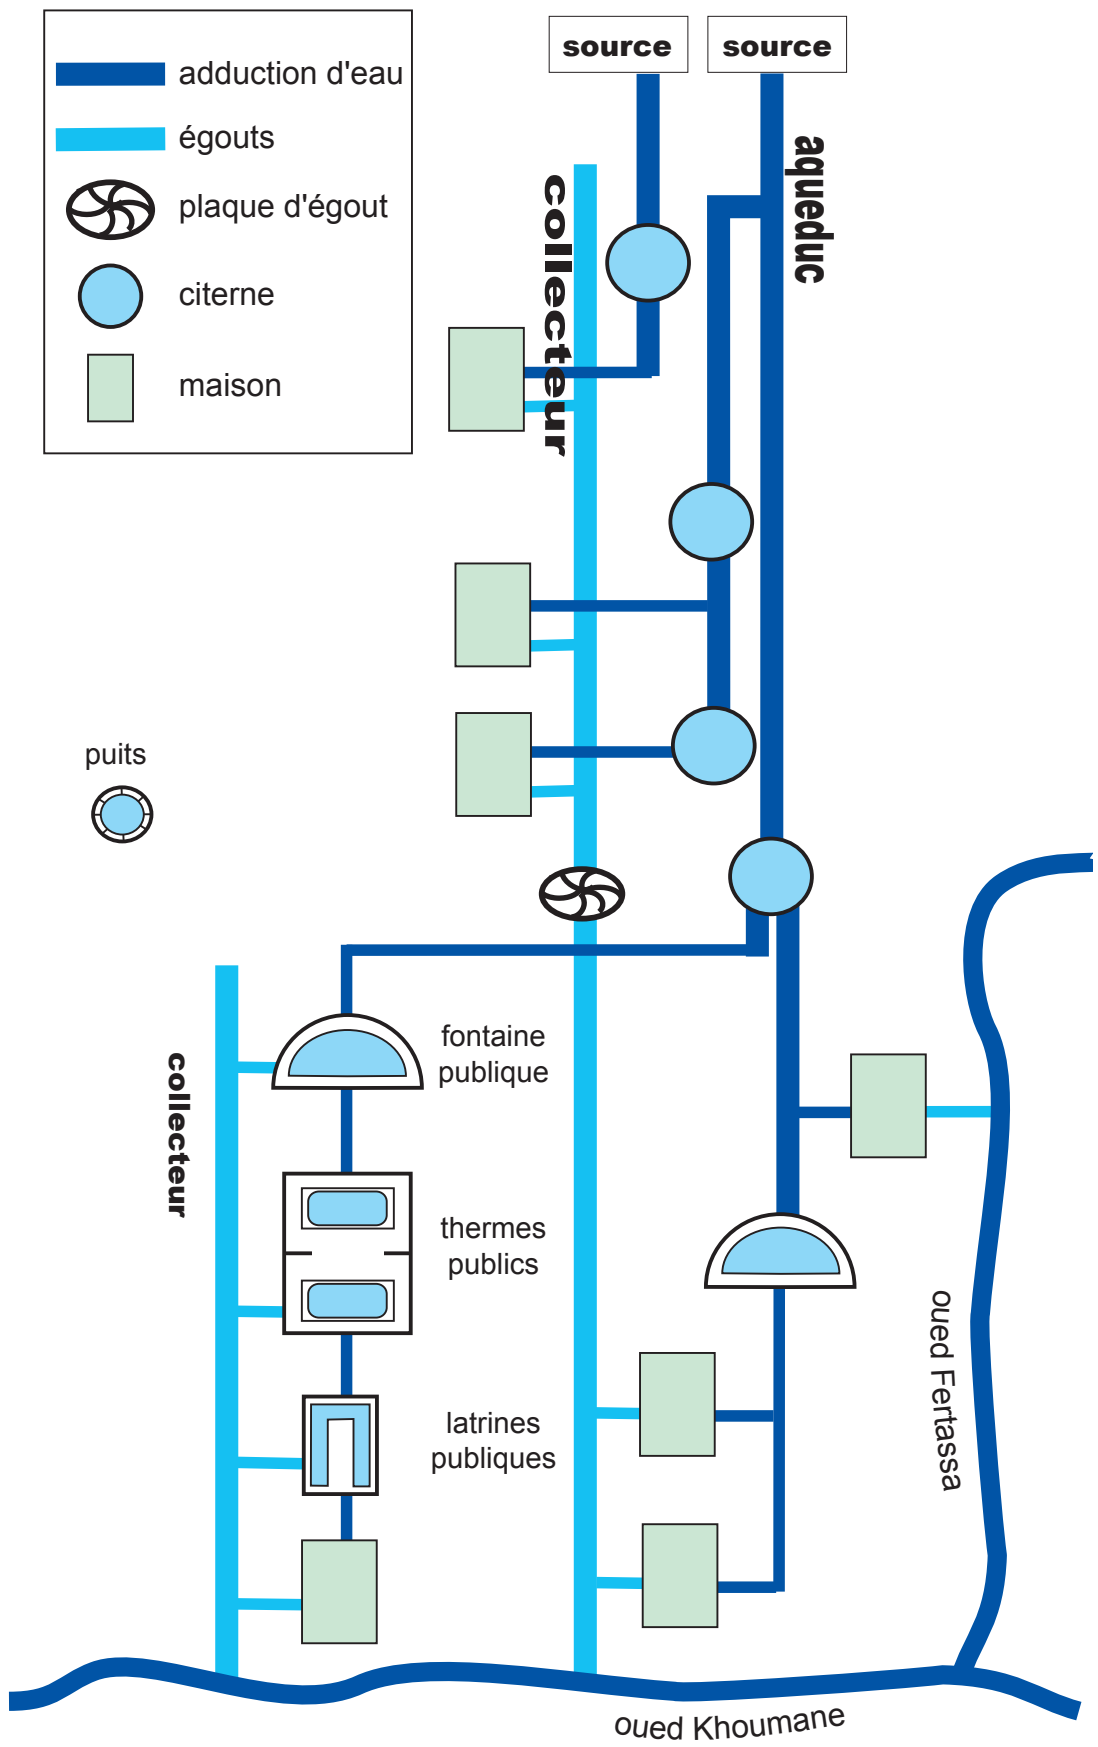 adduction d'eau
égouts
plaque d'égout
citerne
maison
source
source
aqueduc
collecteur
puits
collecteur
fontaine
publique
thermes
publics
latrines
publiques
oued Fertassa
oued Khoumane